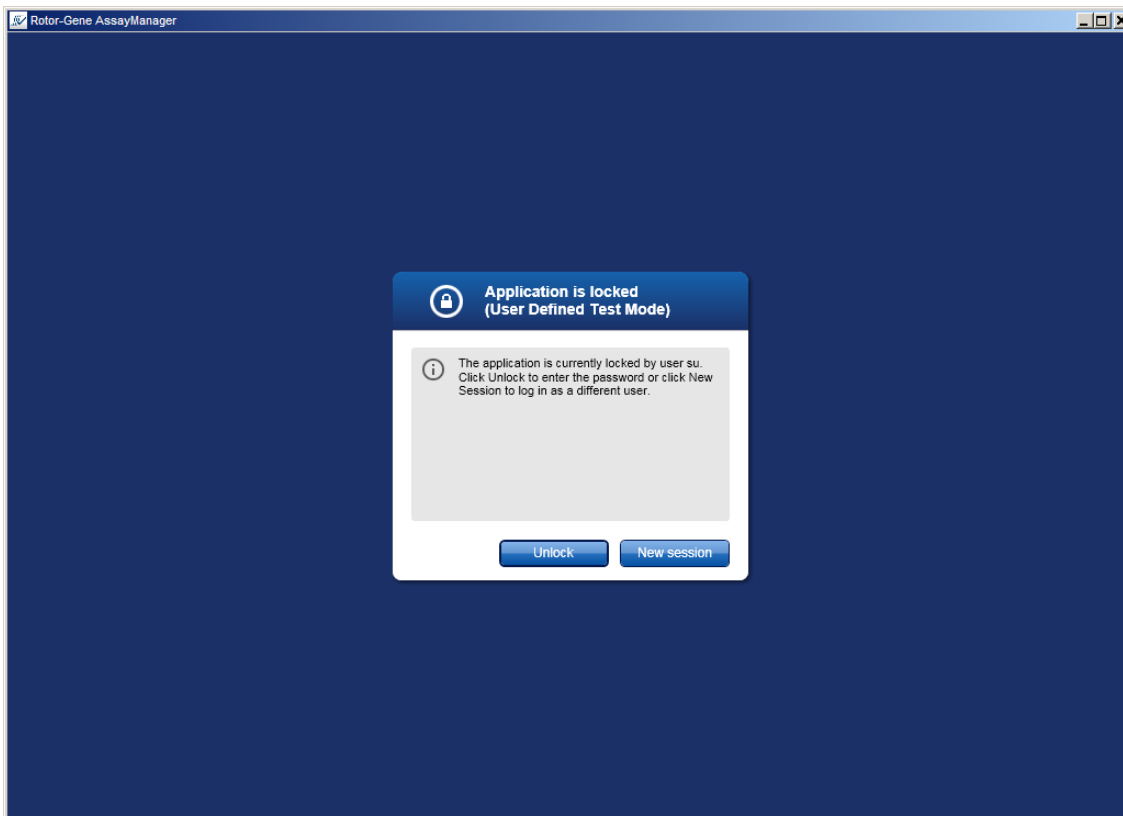 Rotor-Gene AssayManager
Application is locked
(User Defined Test Mode)
The application is currently locked by user su.
Click Unlock to enter the password or click New
Session to log in as a different user.
Unlock
New session